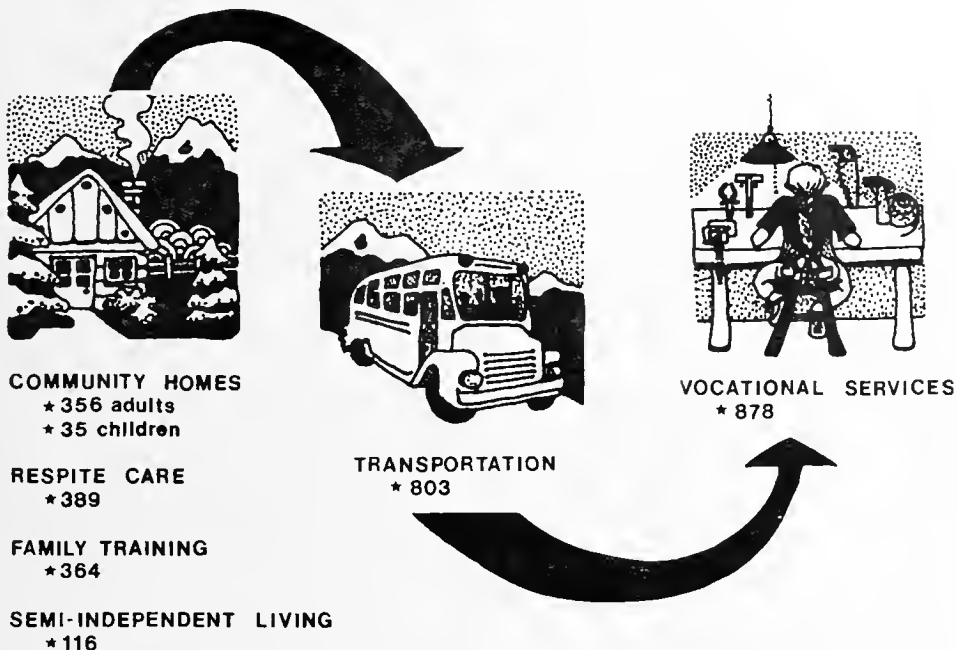 COMMUNITY HOMES
★ 356 adults
★ 35 children
RESPITE CARE
★ 389
FAMILY TRAINING
★ 364
SEMI-INDEPENDENT LIVING
★ 116
TRANSPORTATION
★ 803
VOCATIONAL SERVICES
★ 878